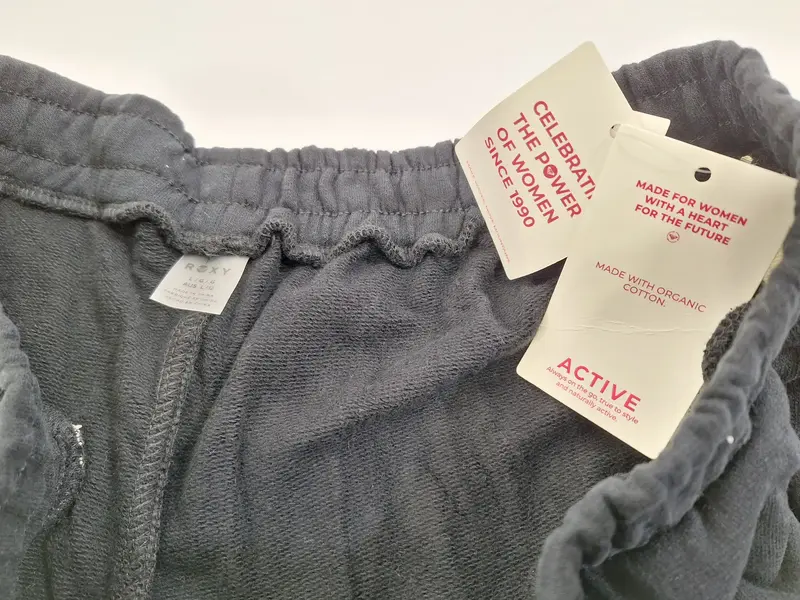 CELEBRATI
THE POWER
OF WOMEN
SINCE 1990
MADE FOR WOMEN
WITH A HEART
FOR THE FUTURE
MADE WITH ORGANIC
COTTON.
ACTIVE
Always on the go, true to style
and naturally active.
ROXY